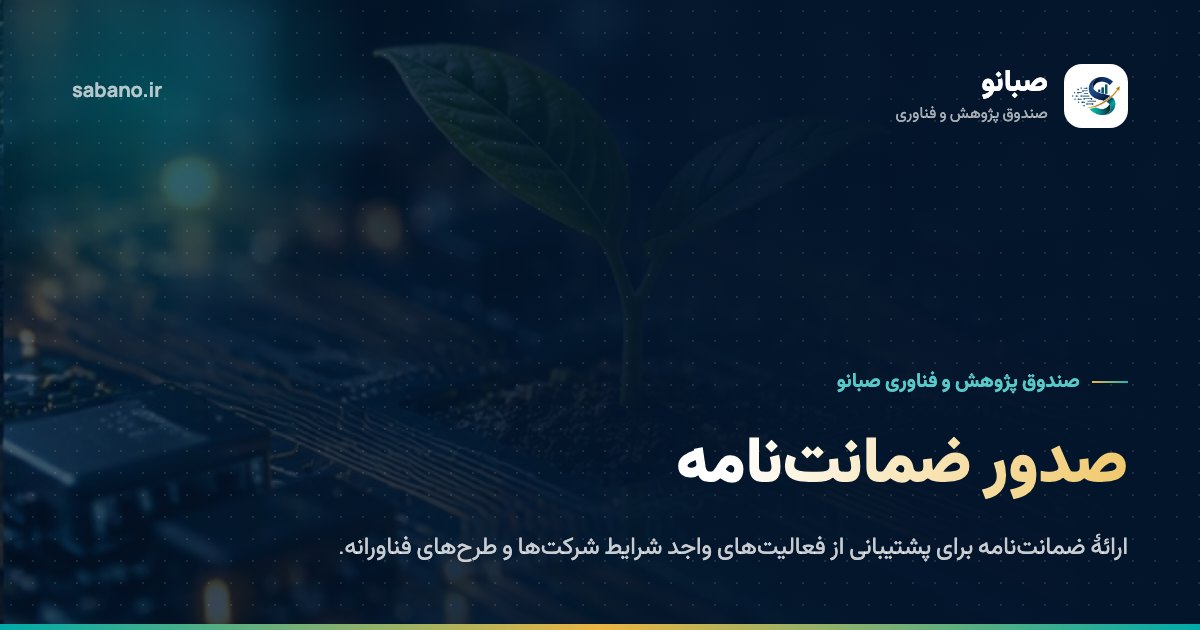 صبانو
صندوق پژوهش و فناوری
sabano.ir
صندوق پژوهش و فناوری صبانو
صدور ضمانت‌نامه
ارائهٔ ضمانت‌نامه برای پشتیبانی از فعالیت‌های واجد شرایط شرکت‌ها و طرح‌های فناورانه.